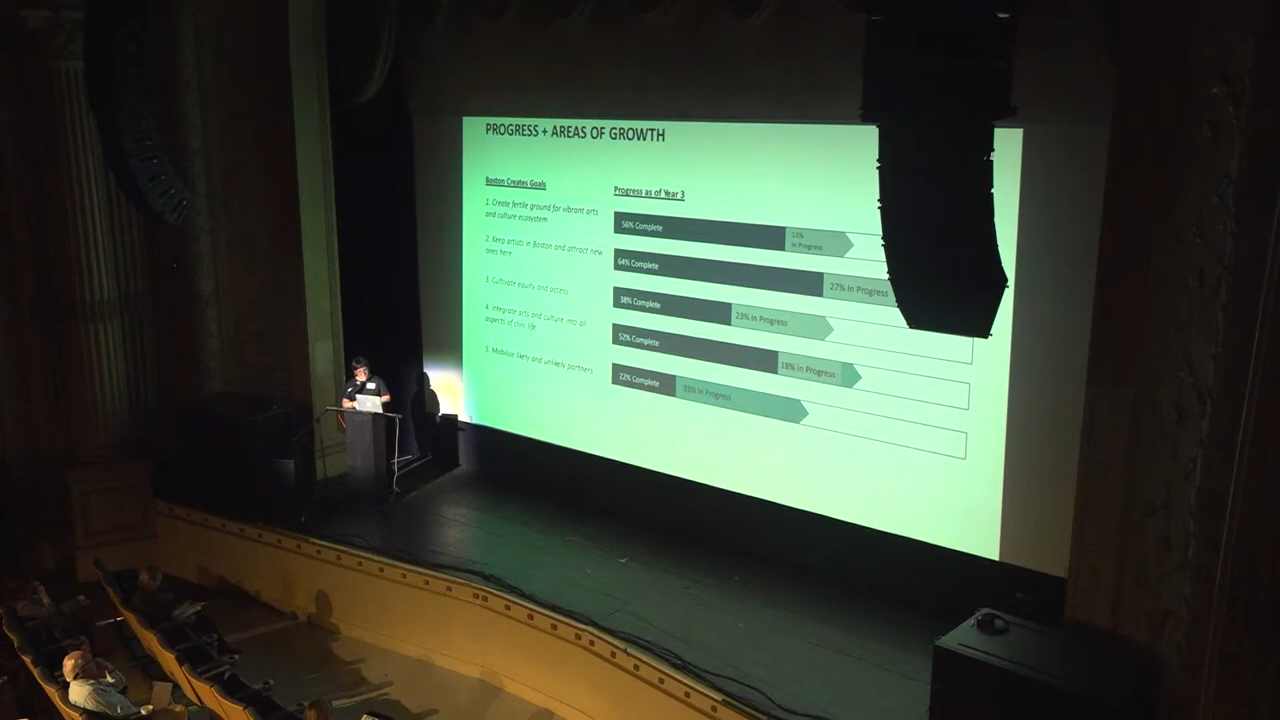 PROGRESS + AREAS OF GROWTH
Boston Creates Goals
1. Create fertile ground for vibrant arts
and culture ecosystem
2. Keep artists in Boston and attract new
ones here
3. Cultivate equity and access
4. Integrate arts and culture into all
aspects of civic life
5. Mobilize likely and unlikely partners
Progress as of Year 3
56% Complete
11%
In Progress
64% Complete
27% In Progress
38% Complete
23% In Progress
52% Complete
18% In Progress
22% Complete
33% In Progress